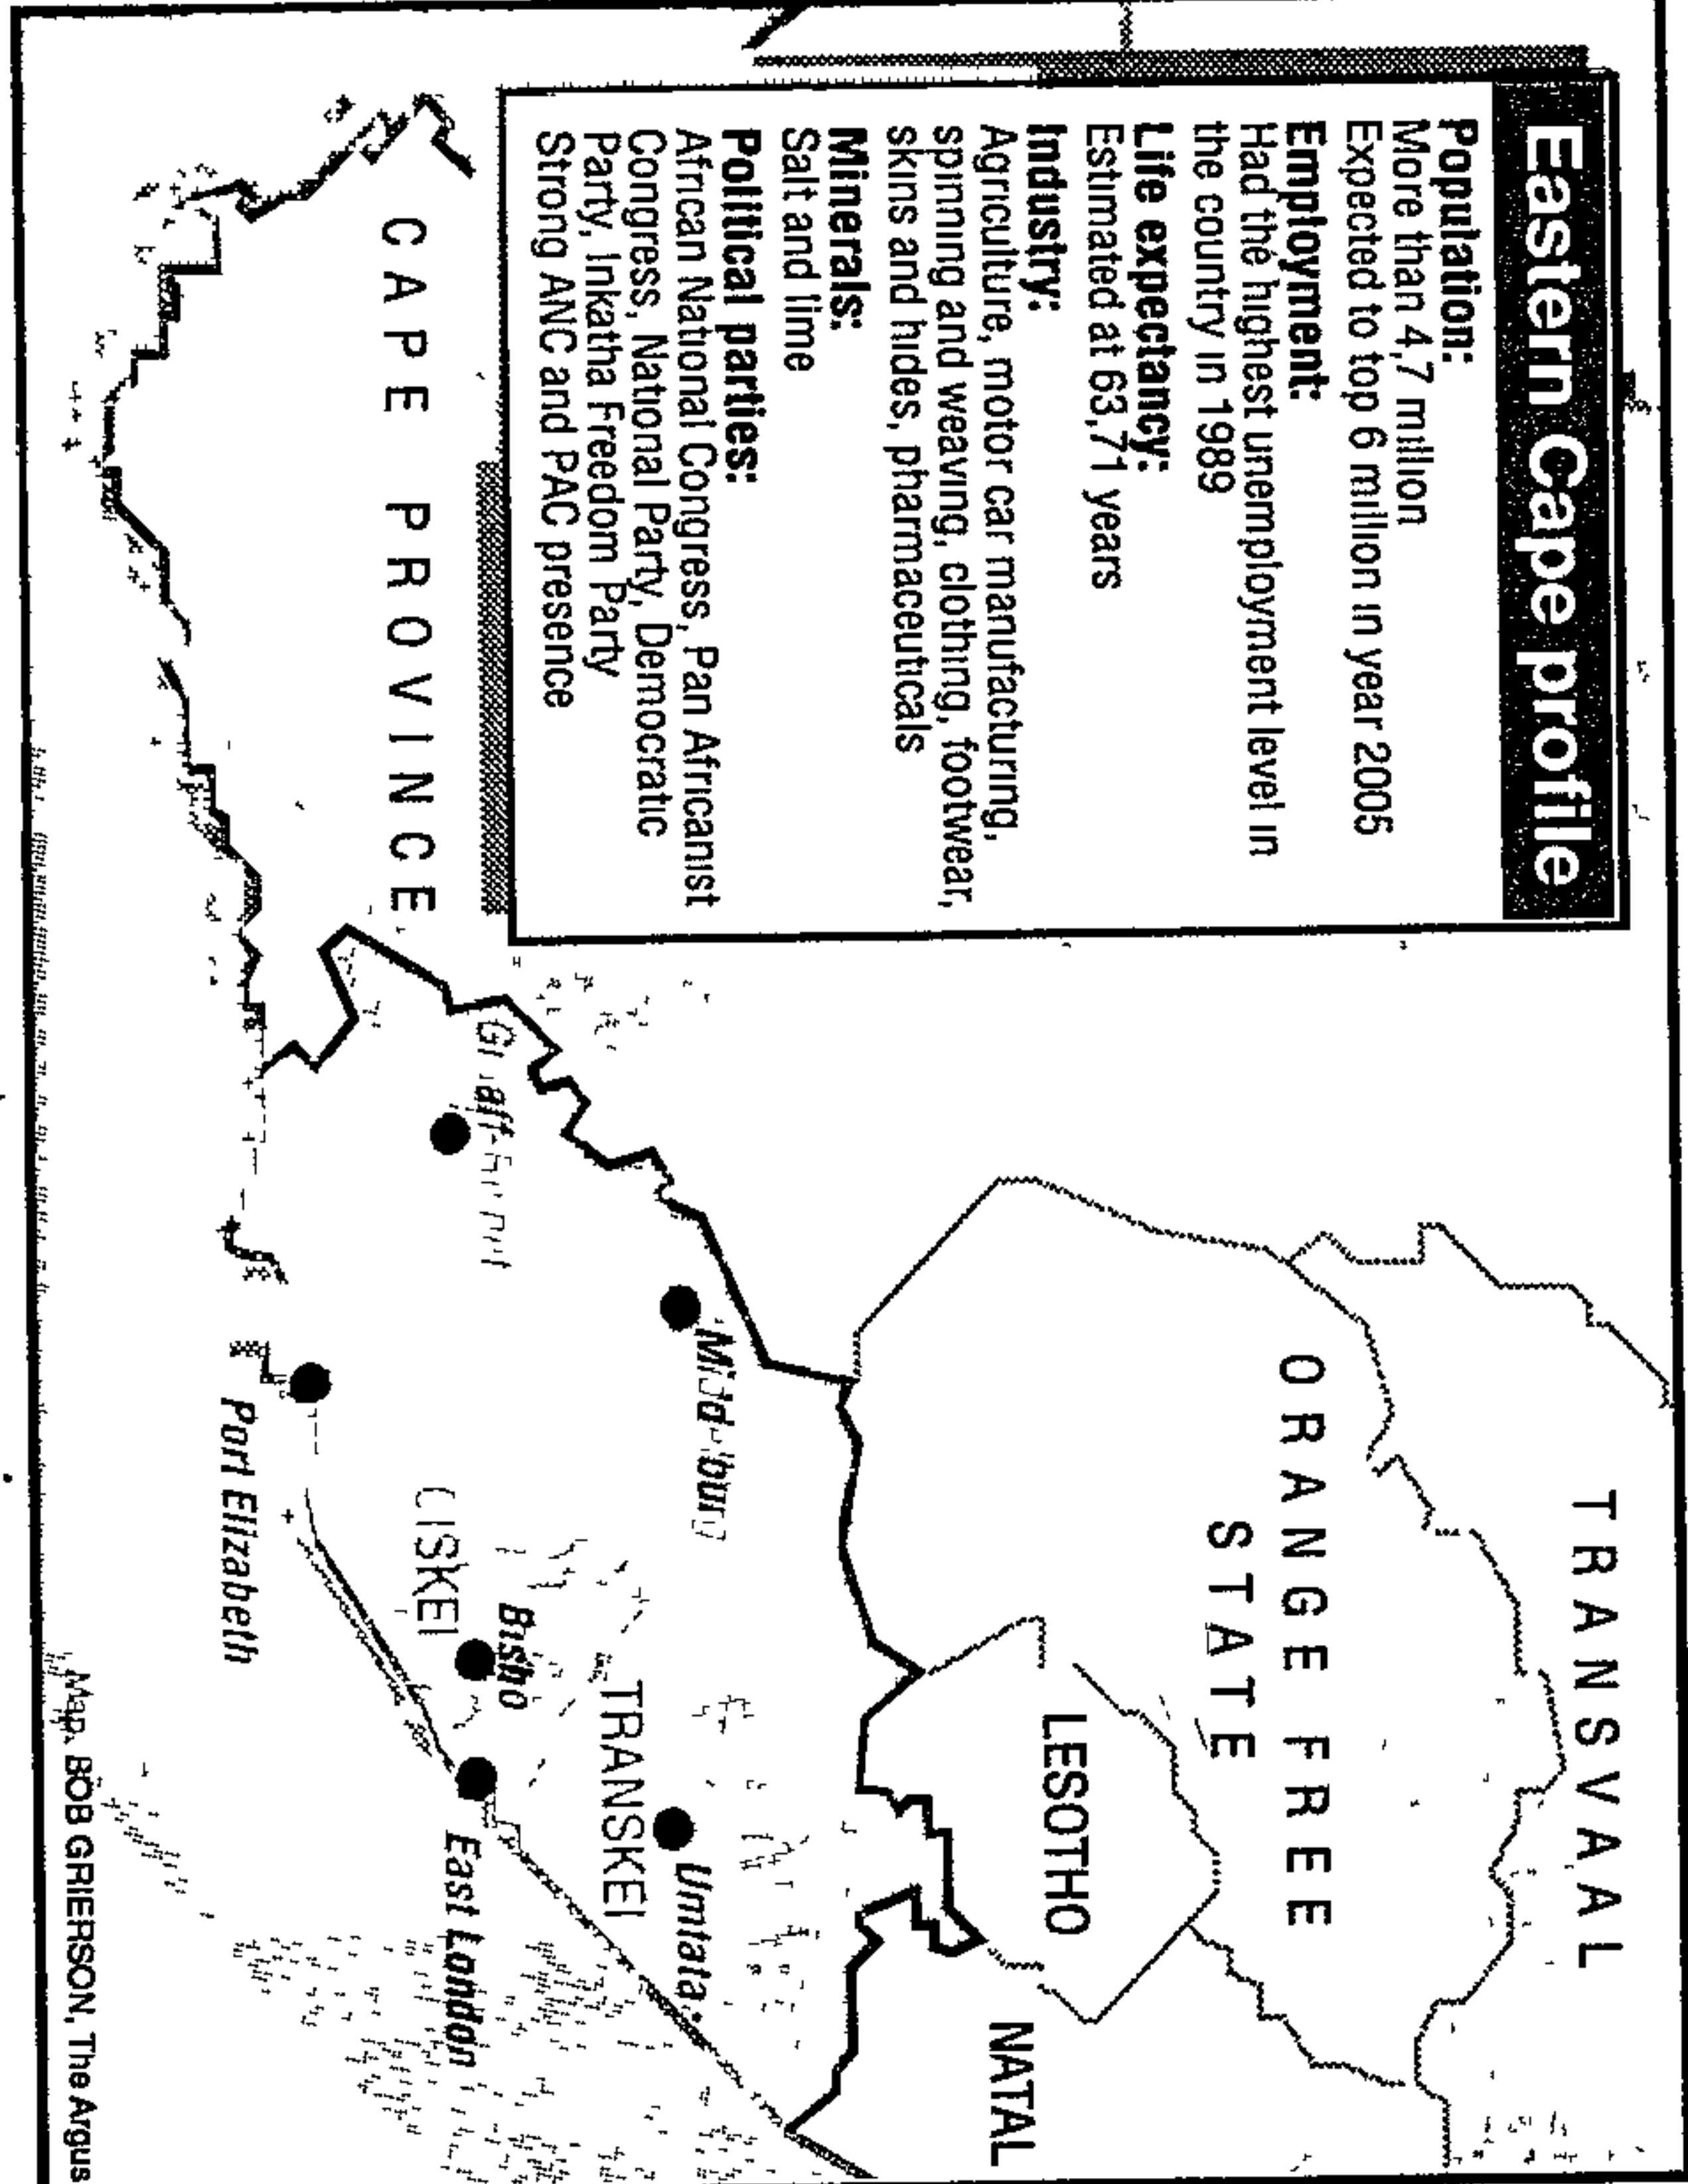 Eastern Cape profile
Population:
More than 4,7 million
Expected to top 6 million in year 2005
Employment:
Had the highest unemployment level in
the country in 1989
Life expectancy:
Estimated at 63,71 years
Industry:
Agriculture, motor car manufacturing,
spinning and weaving, clothing, footwear,
skins and hides, pharmaceuticals
Minerals:
Salt and lime
Political parties:
African National Congress, Pan Africanist
Congress, National Party, Democratic
Party, Inkatha Freedom Party
Strong ANC and PAC presence
TRANSVAAL
ORANGE FREE
STATE
LESOTHO
NATAL
CAPE PROVINCE
Umtata
TRANSKEI
Bisho
CISKEI
East London
Port Elizabeth
Map: BOB GRIERSON, The Argus